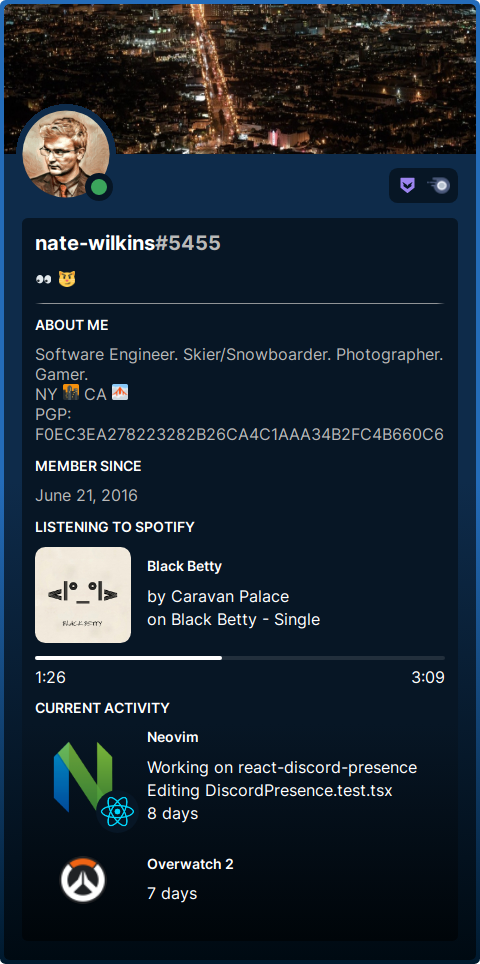 nate-wilkins#5455
👀 😼
ABOUT ME
Software Engineer. Skier/Snowboarder. Photographer.
Gamer.
NY 🌆 CA 🌁
PGP:
F0EC3EA278223282B26CA4C1AAA34B2FC4B660C6
MEMBER SINCE
June 21, 2016
LISTENING TO SPOTIFY
<|°_°|>
BLACK BETTY
Black Betty
by Caravan Palace
on Black Betty - Single
1:26 3:09
CURRENT ACTIVITY
Neovim
Working on react-discord-presence
Editing DiscordPresence.test.tsx
8 days
Overwatch 2
7 days